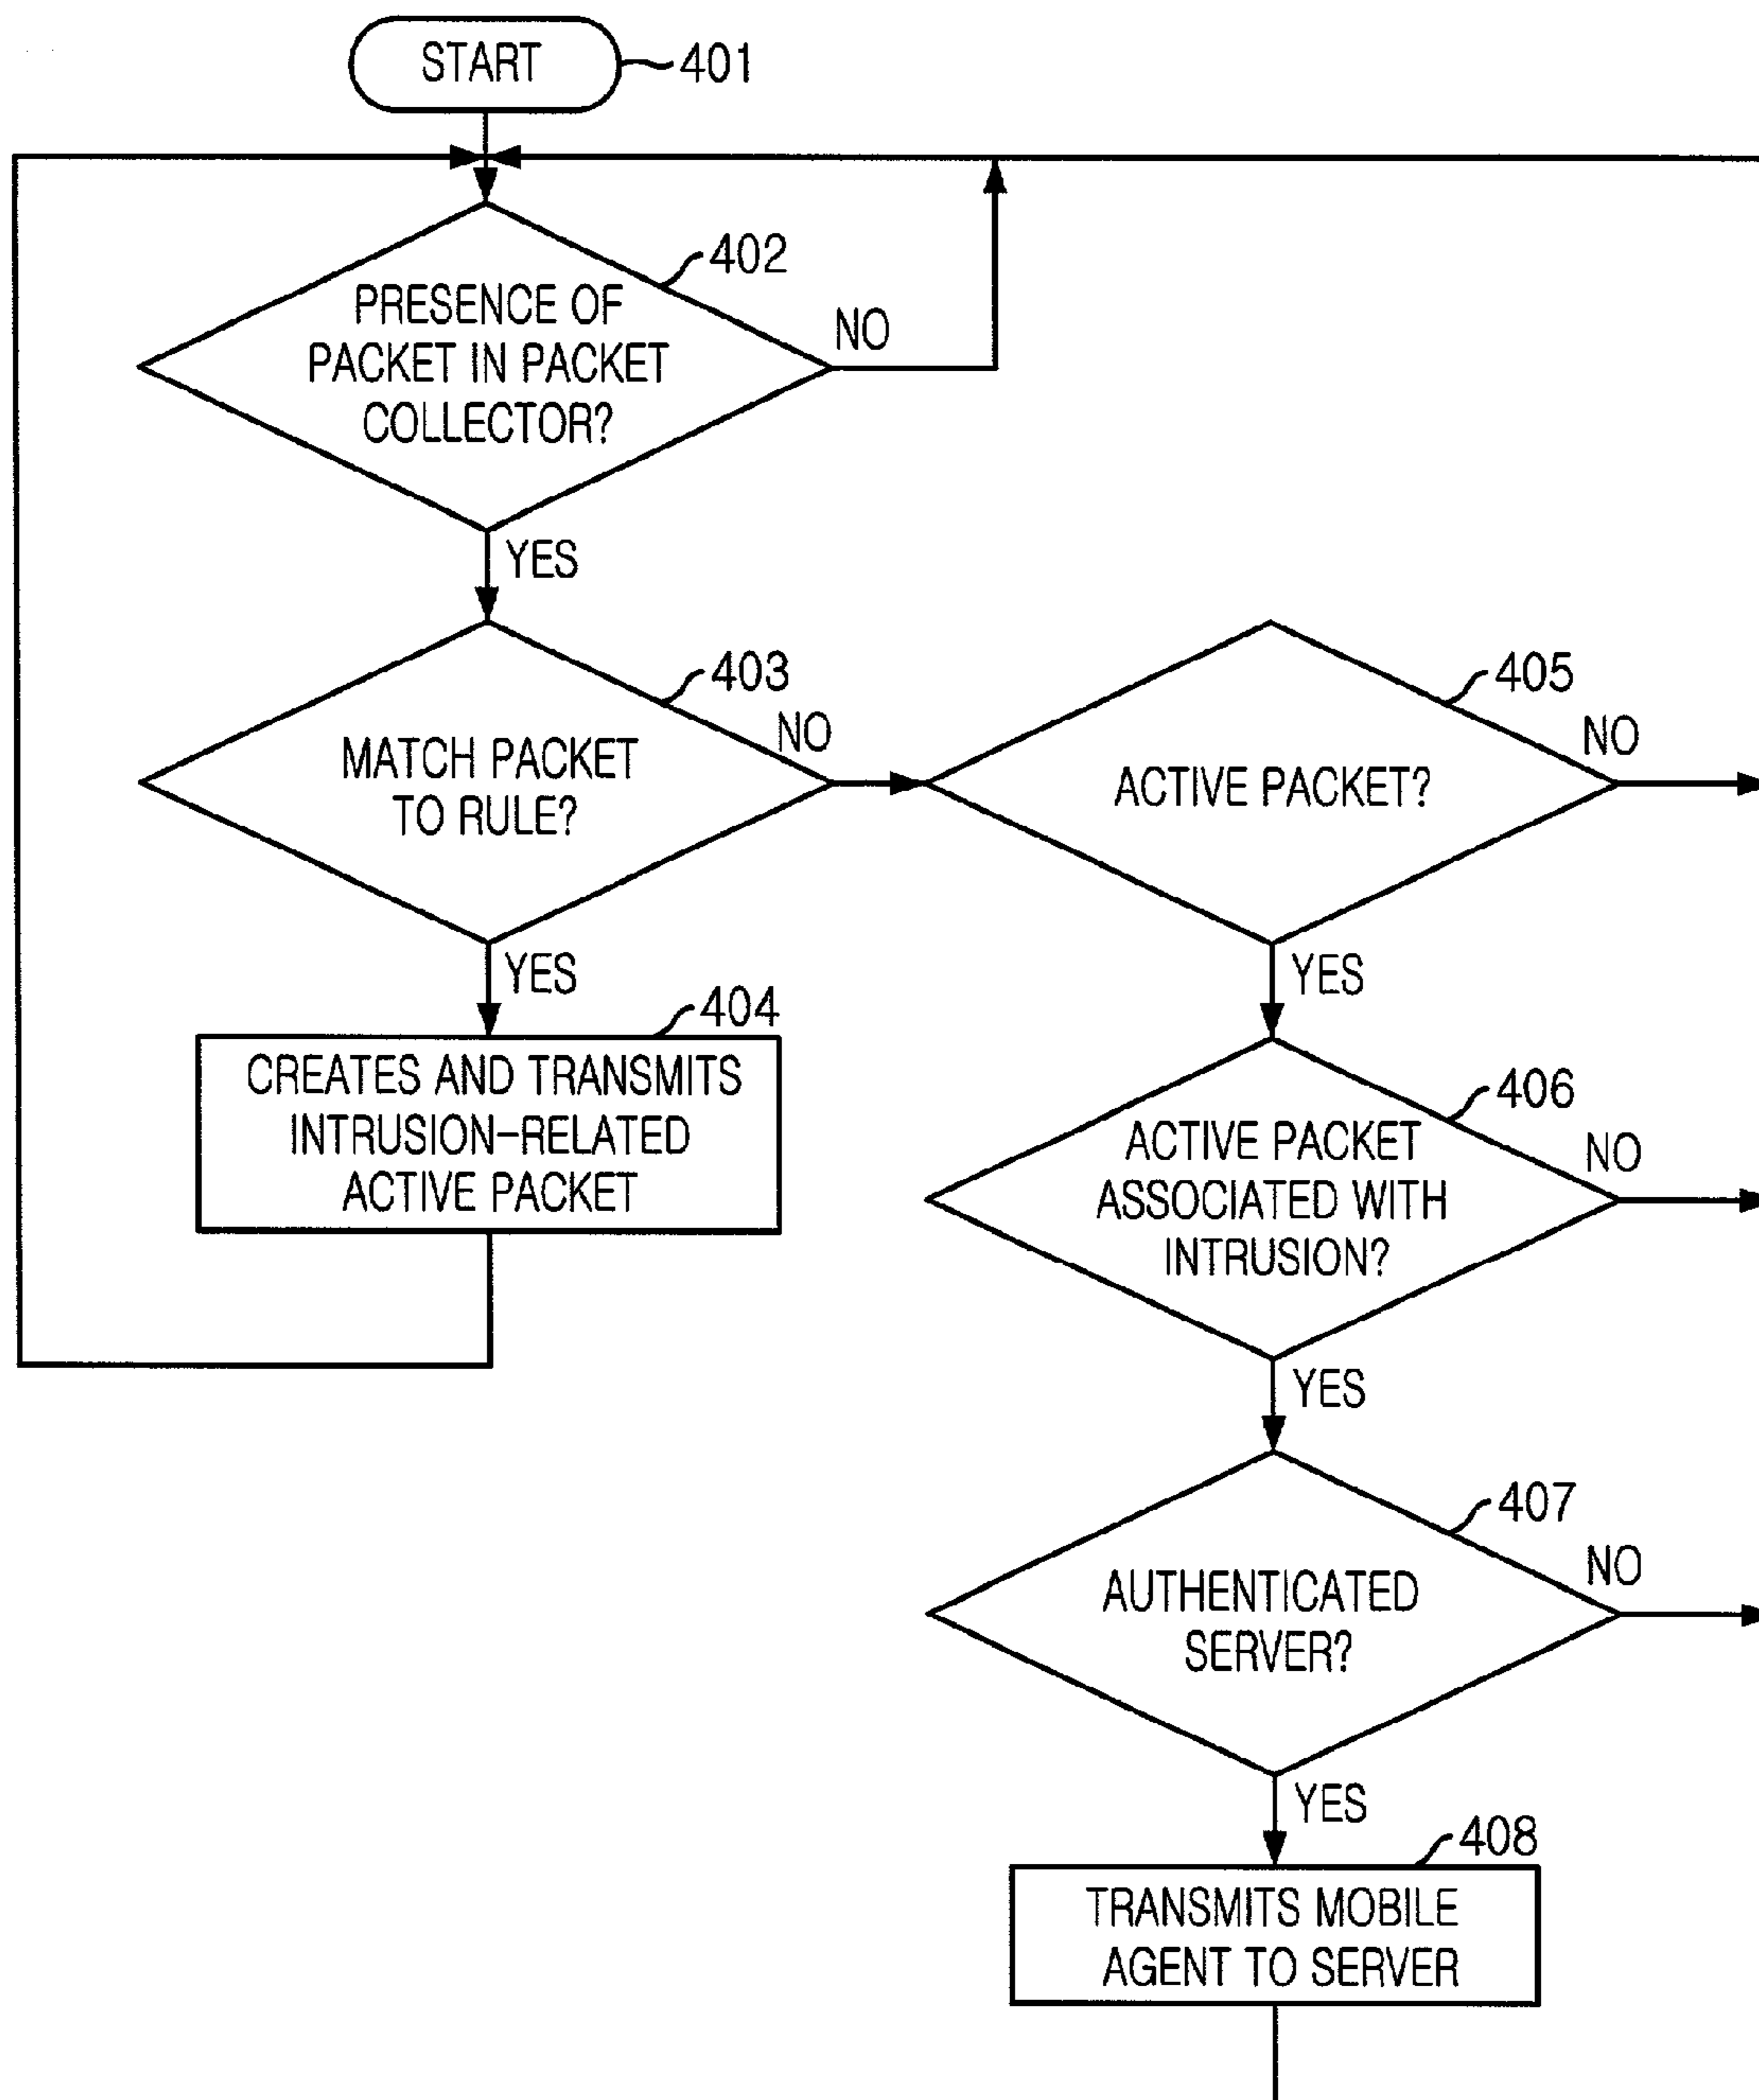 START
401
402
PRESENCE OF
PACKET IN PACKET
COLLECTOR?
NO
YES
403
MATCH PACKET
TO RULE?
NO
YES
404
CREATES AND TRANSMITS
INTRUSION-RELATED
ACTIVE PACKET
405
ACTIVE PACKET?
NO
YES
406
ACTIVE PACKET
ASSOCIATED WITH
INTRUSION?
NO
YES
407
AUTHENTICATED
SERVER?
NO
YES
408
TRANSMITS MOBILE
AGENT TO SERVER